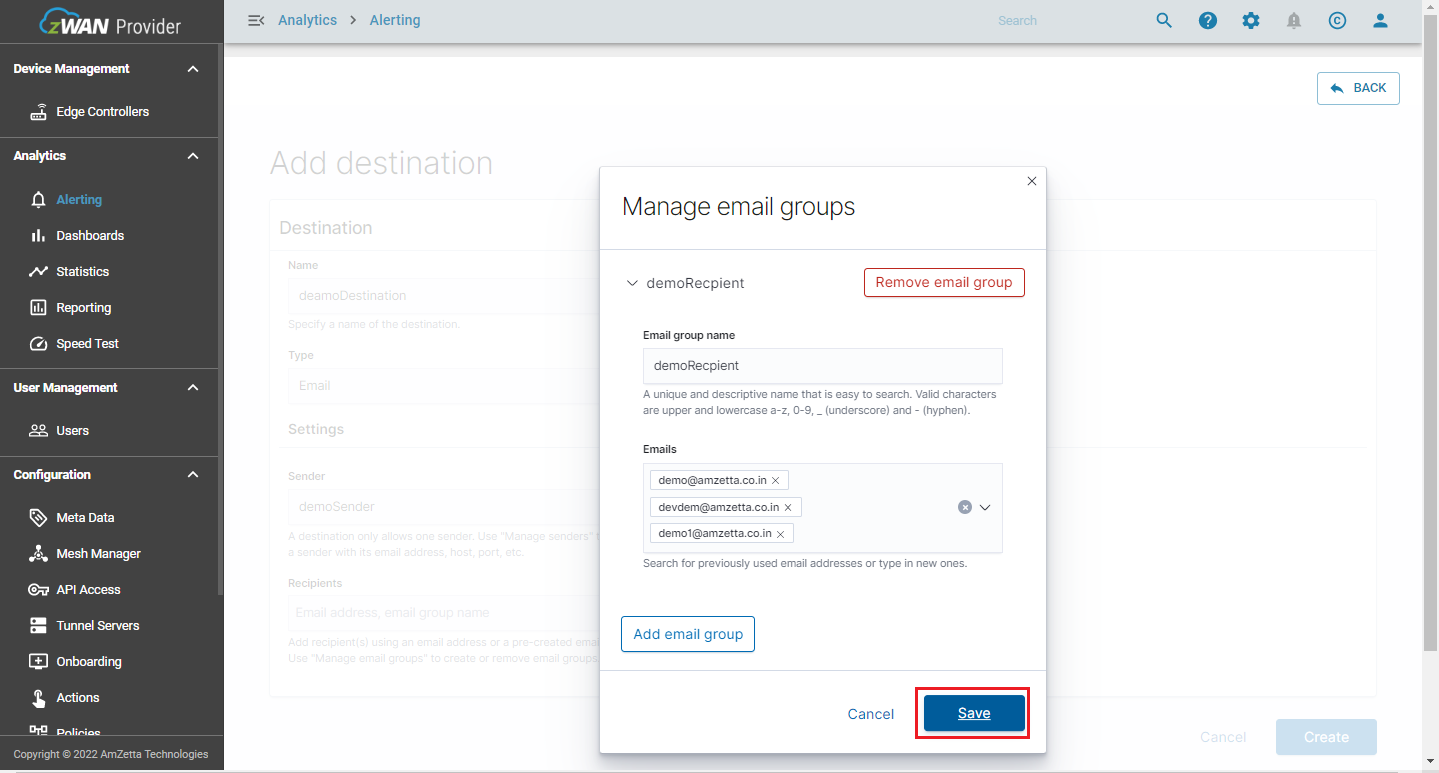 zWAN Provider
Analytics > Alerting
Search
Device Management
Edge Controllers
Analytics
Alerting
Dashboards
Statistics
Reporting
Speed Test
User Management
Users
Configuration
Meta Data
Mesh Manager
API Access
Tunnel Servers
Onboarding
Actions
Policies
Copyright © 2022 AmZetta Technologies
BACK
Add destination
Destination
Name
deamoDestination
Specify a name of the destination.
Type
Email
Settings
Sender
demoSender
A destination only allows one sender. Use "Manage senders"
a sender with its email address, host, port, etc.
Recipients
Email address, email group name
Add recipient(s) using an email address or a pre-created
Use "Manage email groups" to create or remove email groups.
Manage email groups
demoRecpient
Remove email group
Email group name
demoRecpient
A unique and descriptive name that is easy to search. Valid characters
are upper and lowercase a-z, 0-9, _ (underscore) and - (hyphen).
Emails
demo@amzetta.co.in
devdem@amzetta.co.in
demo1@amzetta.co.in
Search for previously used email addresses or type in new ones.
Add email group
Cancel
Save
Cancel
Create